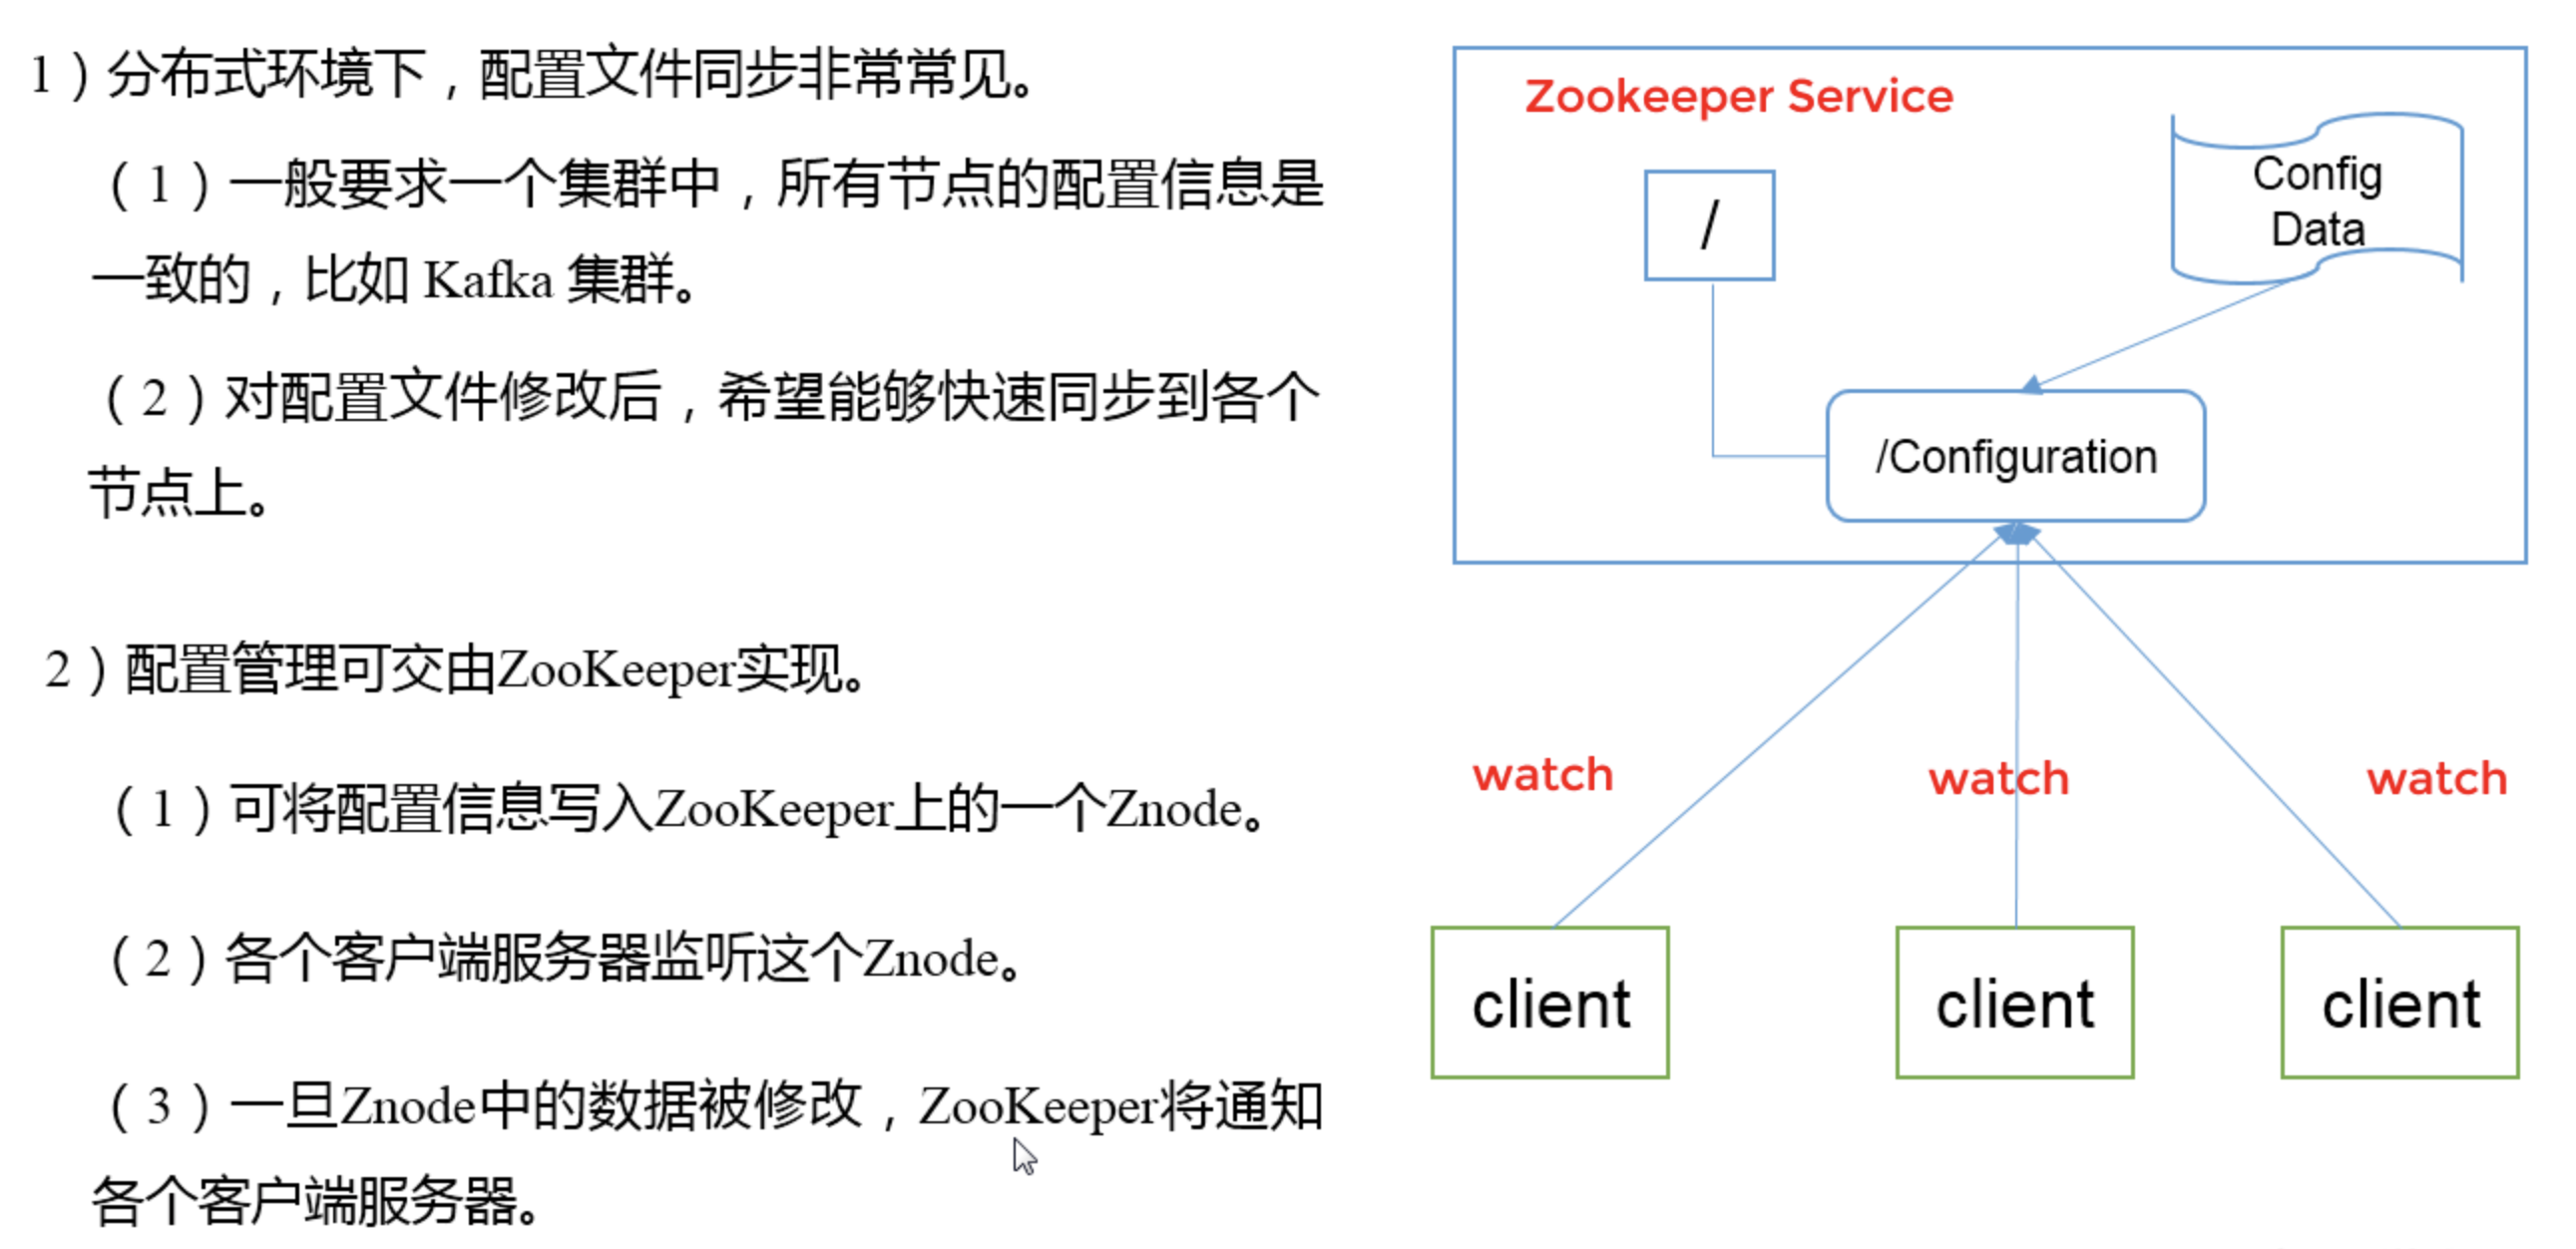 1）分布式环境下，配置文件同步非常常见。
（1）一般要求一个集群中，所有节点的配置信息是
一致的，比如 Kafka 集群。
（2）对配置文件修改后，希望能够快速同步到各个
节点上。
2）配置管理可交由ZooKeeper实现。
（1）可将配置信息写入ZooKeeper上的一个Znode。
（2）各个客户端服务器监听这个Znode。
（3）一旦Znode中的数据被修改，ZooKeeper将通知
各个客户端服务器。
Zookeeper Service
/
Config
Data
/Configuration
watch
watch
watch
client
client
client